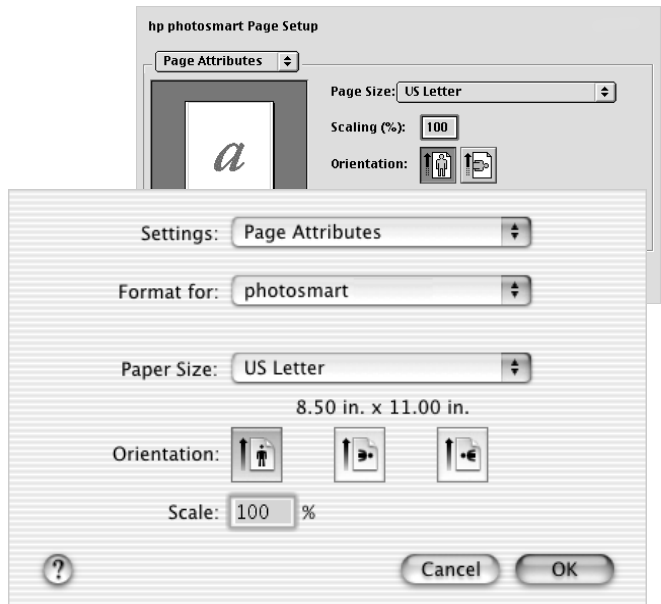 hp photosmart Page Setup
Page Attributes
Page Size: US Letter
Scaling (%): 100
a
Orientation:
Settings: Page Attributes
Format for: photosmart
Paper Size: US Letter
8.50 in. x 11.00 in.
Orientation:
Scale: 100 %
? Cancel OK